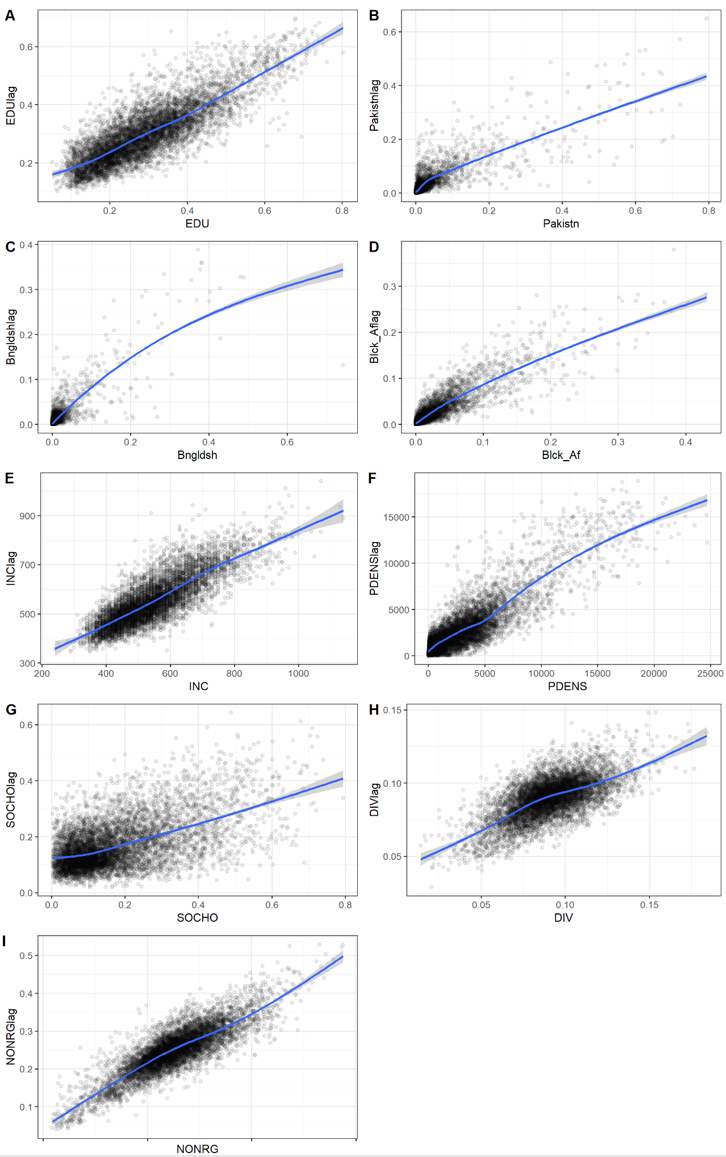 A
B
EDUlag
0.6
0.4
0.2
0.2
0.4
0.6
0.8
EDU
Pakistnlag
0.6
0.4
0.2
0.0
0.0
0.2
0.4
0.6
0.8
Pakistn
C
D
Bngldshlag
0.4
0.3
0.2
0.1
0.0
0.0
0.2
0.4
0.6
Bngldsh
Blck_Aflag
0.3
0.2
0.1
0.0
0.0
0.1
0.2
0.3
0.4
Blck_Af
E
F
INClag
900
700
500
300
200
400
600
800
1000
INC
PDENSlag
15000
10000
5000
0
0
5000
10000
15000
20000
25000
PDENS
G
H
SOCHOlag
0.6
0.4
0.2
0.0
0.0
0.2
0.4
0.6
0.8
SOCHO
DIVlag
0.15
0.10
0.05
0.05
0.10
0.15
DIV
I
NONRGlag
0.5
0.4
0.3
0.2
0.1
NONRG